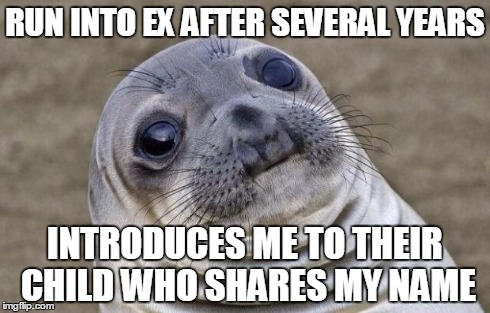 RUN INTO EX AFTER SEVERAL YEARS
INTRODUCES ME TO THEIR
CHILD WHO SHARES MY NAME
imgflip.com